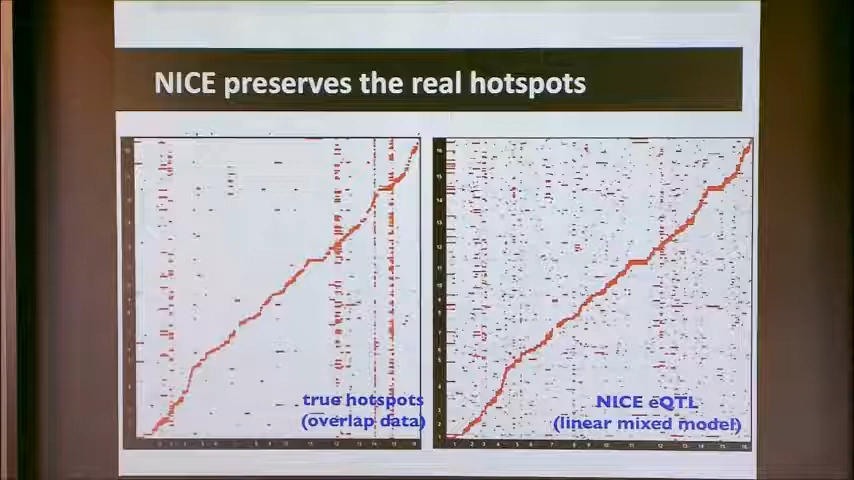 NICE preserves the real hotspots
true hotspots
(overlap data)
NICE eQTL
(linear mixed model)